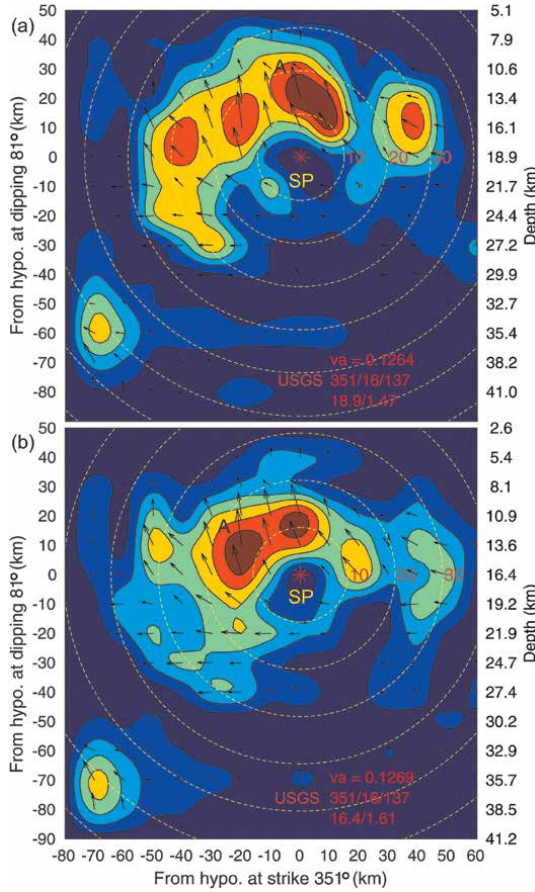 (a)
50 5.1
40 7.9
30 A 10.6
20 13.4
10 16.1
0 10 20 30 18.9
SP
-10 21.7
-20 24.4
-30 27.2
-40 29.9
-50 32.7
-60 35.4
-70 38.2
-80 41.0
va = 0.1264
USGS 351/16/137
18.9/1.47
From hypo. at dipping 81º (km)
Depth (km)
(b)
50 2.6
40 5.4
30 8.1
20 A 10.9
10 13.6
0 10 20 30 16.4
SP
-10 19.2
-20 21.9
-30 24.7
-40 27.4
-50 30.2
-60 32.9
-70 35.7
-80 38.5
-90 41.2
va = 0.1269
USGS 351/16/137
16.4/1.61
From hypo. at dipping 81º (km)
Depth (km)
-80 -70 -60 -50 -40 -30 -20 -10 0 10 20 30 40 50 60
From hypo. at strike 351º (km)